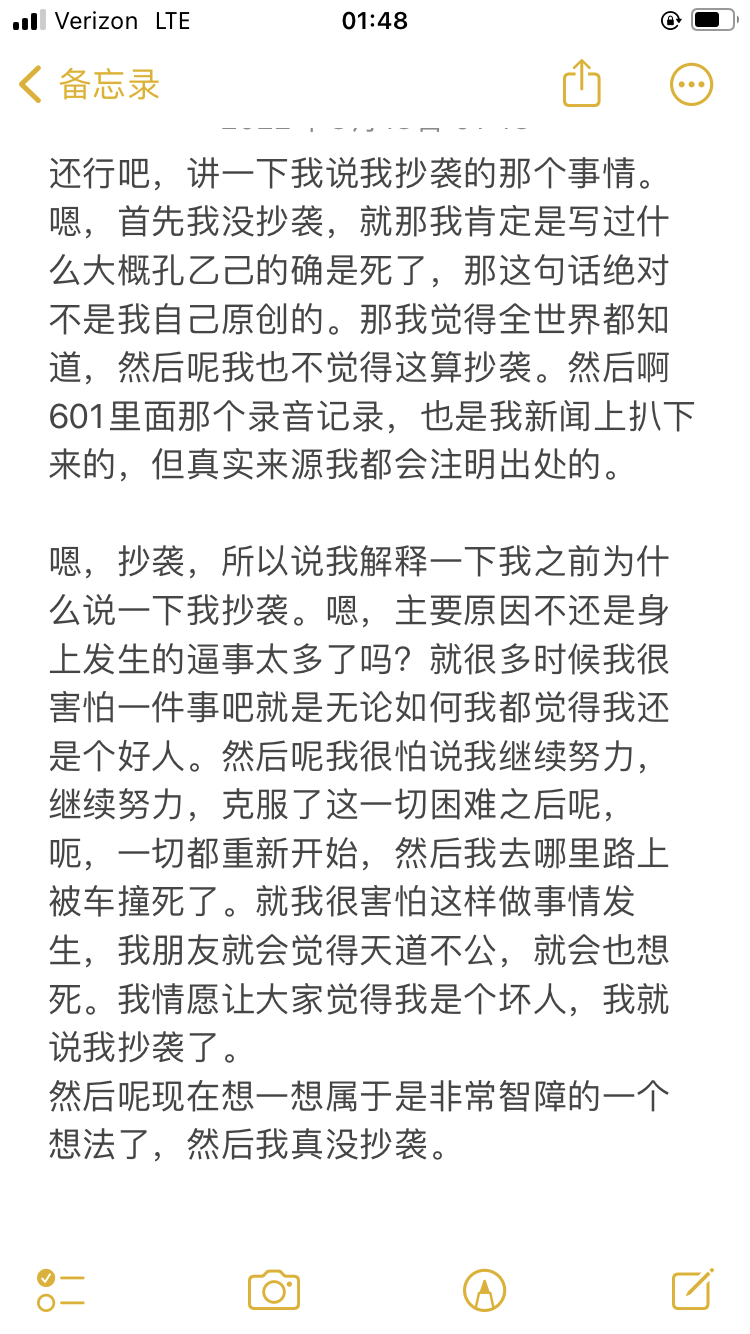 Verizon LTE
01:48
备忘录
还行吧，讲一下我说我抄袭的那个事情。
嗯，首先我没抄袭，就那我肯定是写过什
么大概孔乙己的确是死了，那这句话绝对
不是我自己原创的。那我觉得全世界都知
道，然后呢我也不觉得这算抄袭。然后啊
601里面那个录音记录，也是我新闻上扒下
来的，但真实来源我都会注明出处的。
嗯，抄袭，所以说我解释一下我之前为什
么说一下我抄袭。嗯，主要原因不还是身
上发生的逼事太多了吗？就很多时候我很
害怕一件事吧就是无论如何我都觉得我还
是个好人。然后呢我很怕说我继续努力，
继续努力，克服了这一切困难之后呢，
呃，一切都重新开始，然后我去哪里路上
被车撞死了。就我很害怕这样做事情发
生，我朋友就会觉得天道不公，就会也想
死。我情愿让大家觉得我是个坏人，我就
说我抄袭了。
然后呢现在想一想属于是非常智障的一个
想法了，然后我真没抄袭。